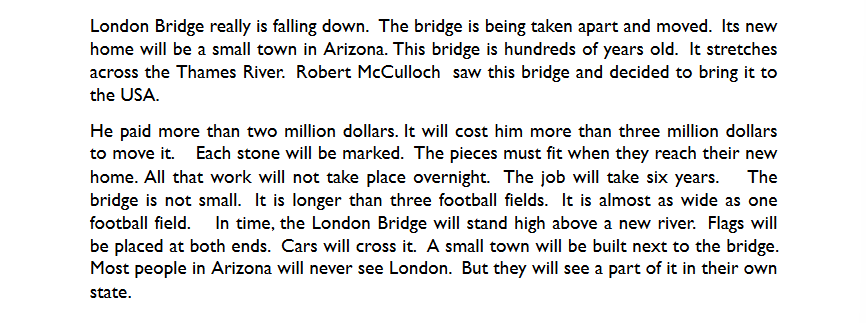 London Bridge really is falling down.  The bridge is being taken apart and moved.  Its new
home will be a small town in Arizona. This bridge is hundreds of years old.  It stretches
across the Thames River.  Robert McCulloch  saw this bridge and decided to bring it to
the USA.
He paid more than two million dollars. It will cost him more than three million dollars
to move it.    Each stone will be marked.  The pieces must fit when they reach their new
home. All that work will not take place overnight.  The job will take six years.    The
bridge is not small.  It is longer than three football fields.  It is almost as wide as one
football field.    In time, the London Bridge will stand high above a new river.  Flags will
be placed at both ends.  Cars will cross it.  A small town will be built next to the bridge.
Most people in Arizona will never see London.  But they will see a part of it in their own
state.